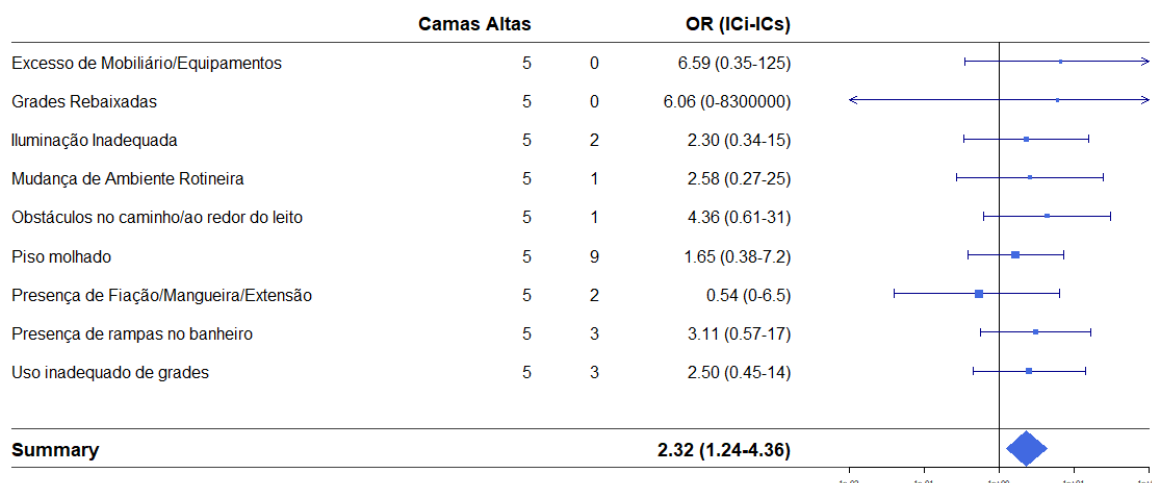 Camas Altas OR (ICi-ICs)
Excesso de Mobiliário/Equipamentos 5 0 6.59 (0.35-125)
Grades Rebaixadas 5 0 6.06 (0-8300000)
Iluminação Inadequada 5 2 2.30 (0.34-15)
Mudança de Ambiente Rotineira 5 1 2.58 (0.27-25)
Obstáculos no caminho/ao redor do leito 5 1 4.36 (0.61-31)
Piso molhado 5 9 1.65 (0.38-7.2)
Presença de Fiação/Mangueira/Extensão 5 2 0.54 (0-6.5)
Presença de rampas no banheiro 5 3 3.11 (0.57-17)
Uso inadequado de grades 5 3 2.50 (0.45-14)
Summary 2.32 (1.24-4.36)